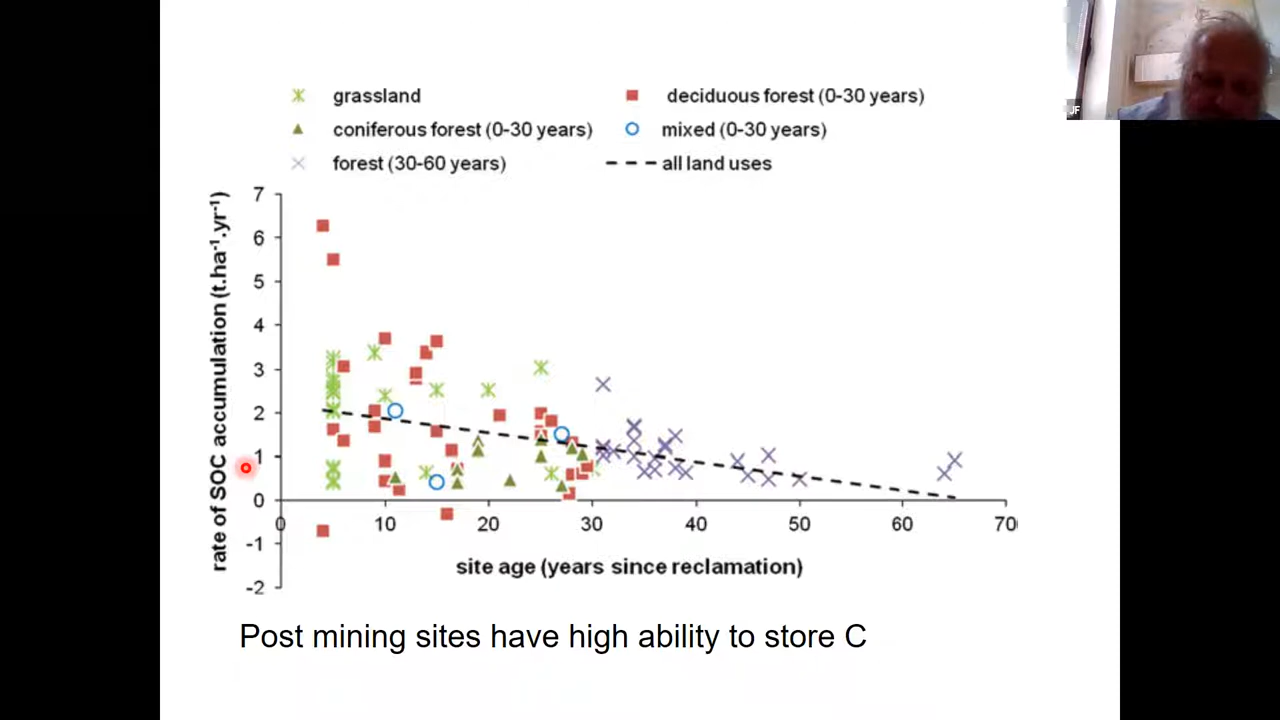 grassland
deciduous forest (0-30 years)
coniferous forest (0-30 years)
mixed (0-30 years)
forest (30-60 years)
all land uses
rate of SOC accumulation (t.ha⁻¹.yr⁻¹)
7
6
5
4
3
2
1
0
-1
-2
0 10 20 30 40 50 60 70
site age (years since reclamation)
Post mining sites have high ability to store C
JF